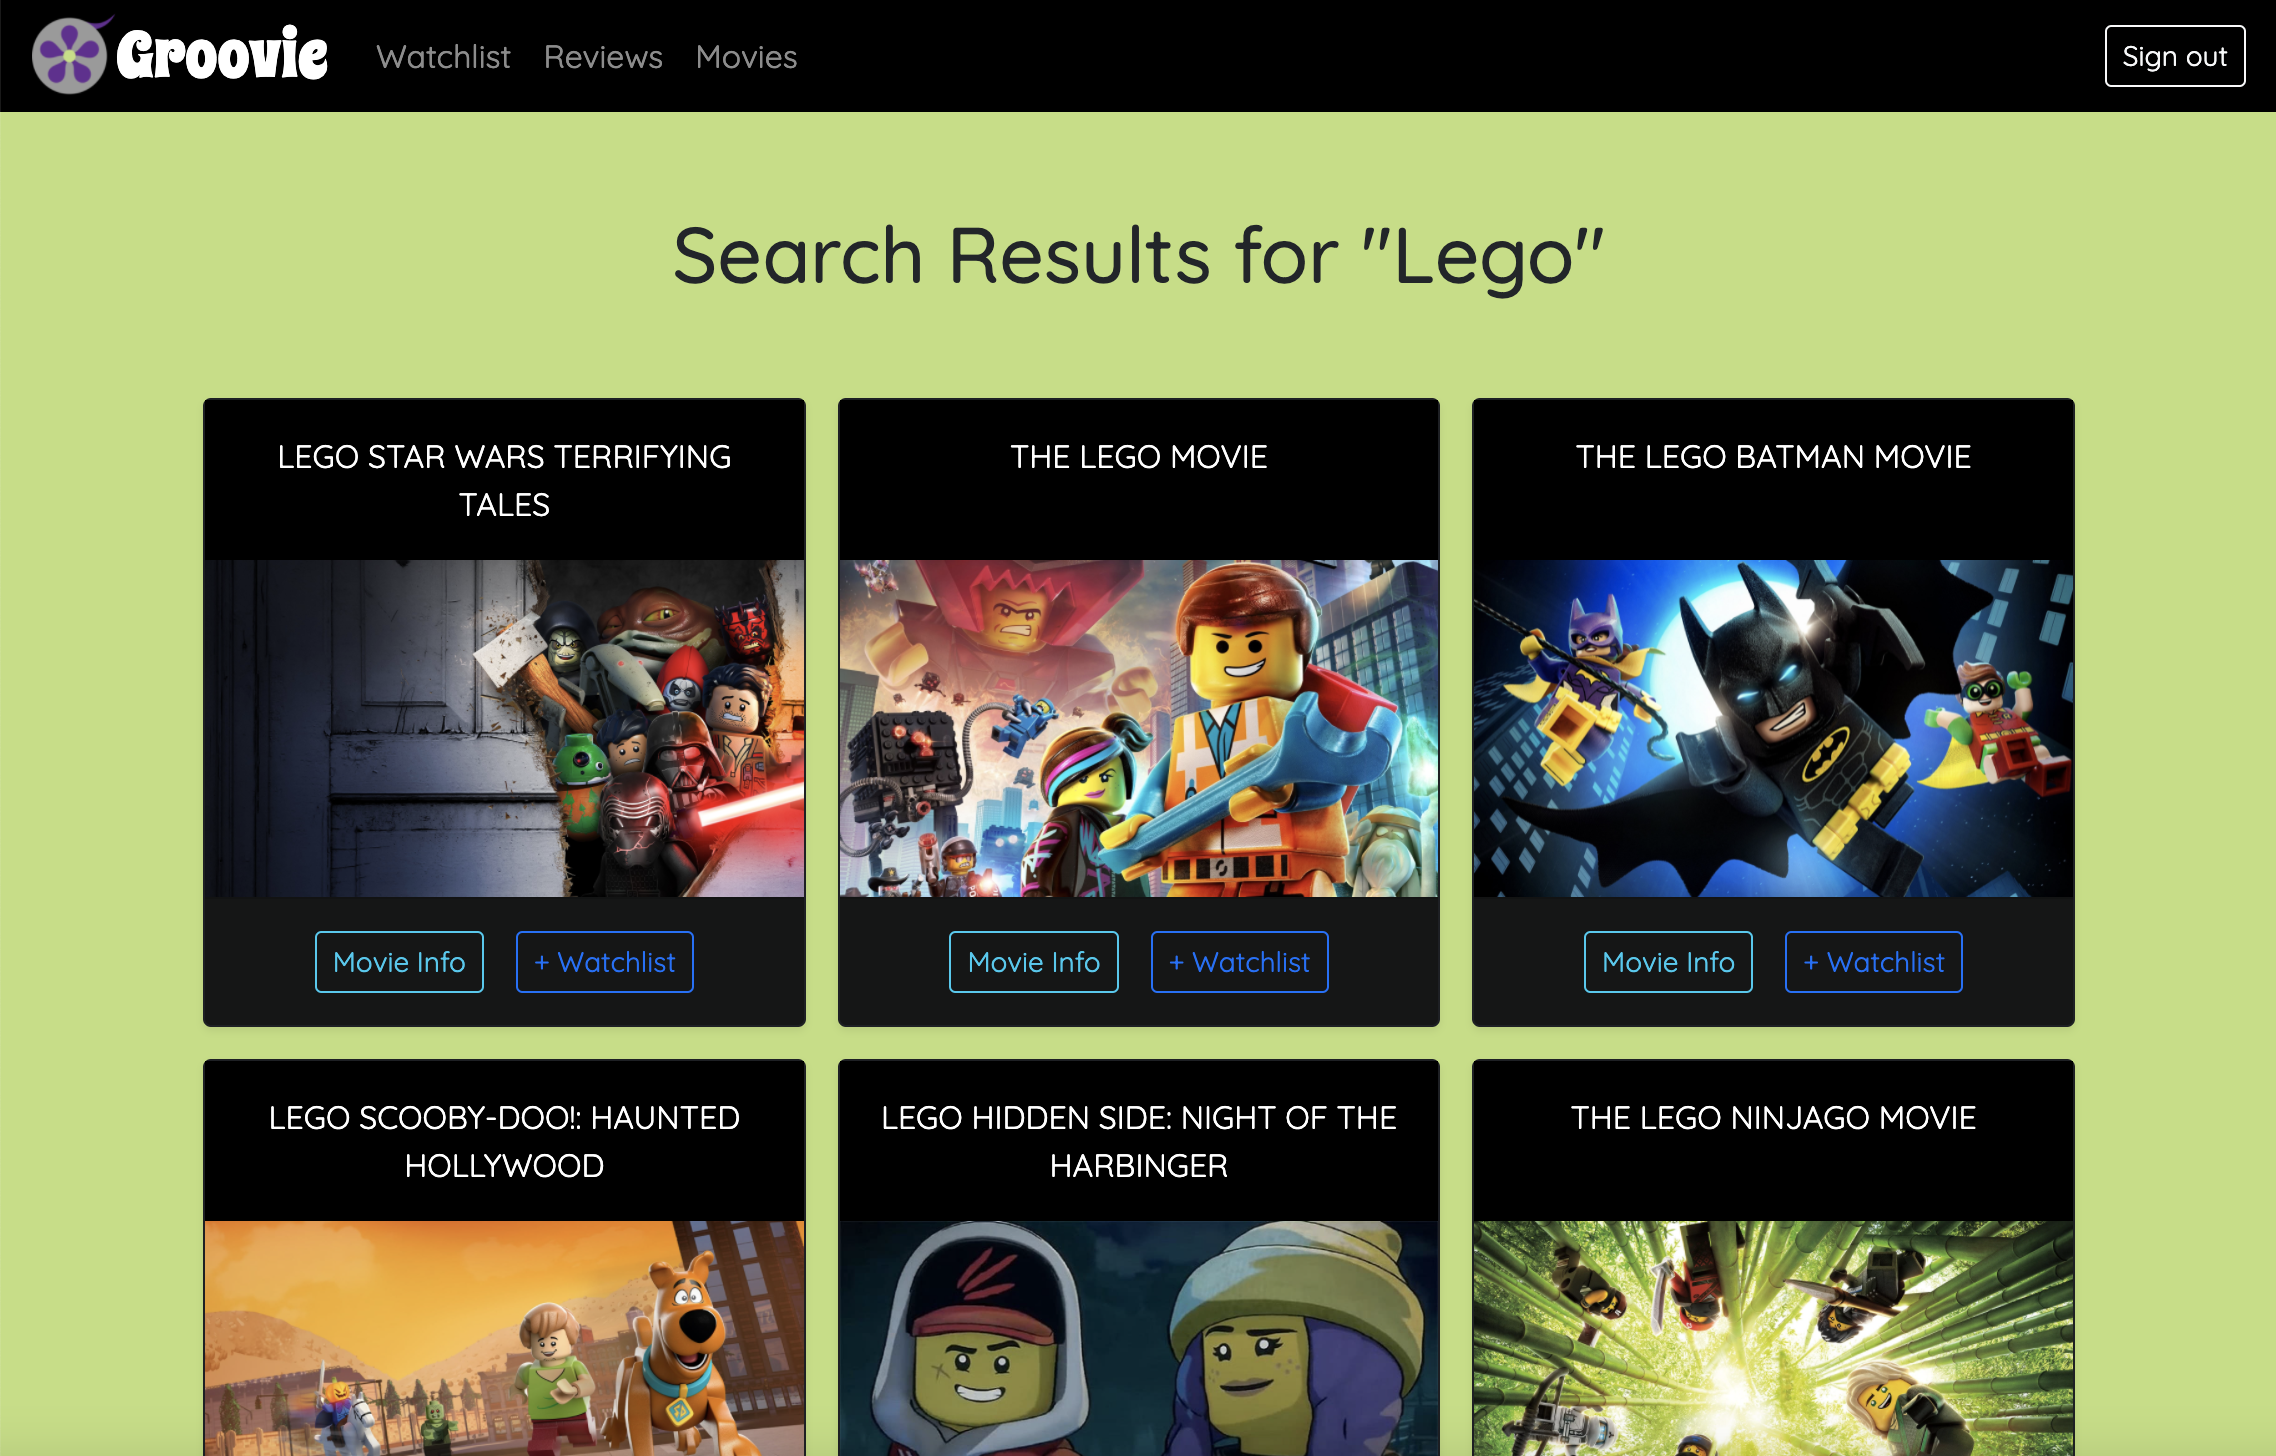 Groovie Watchlist Reviews Movies Sign out
Search Results for "Lego"
LEGO STAR WARS TERRIFYING
TALES
THE LEGO MOVIE
THE LEGO BATMAN MOVIE
Movie Info + Watchlist
Movie Info + Watchlist
Movie Info + Watchlist
LEGO SCOOBY-DOO!: HAUNTED
HOLLYWOOD
LEGO HIDDEN SIDE: NIGHT OF THE
HARBINGER
THE LEGO NINJAGO MOVIE